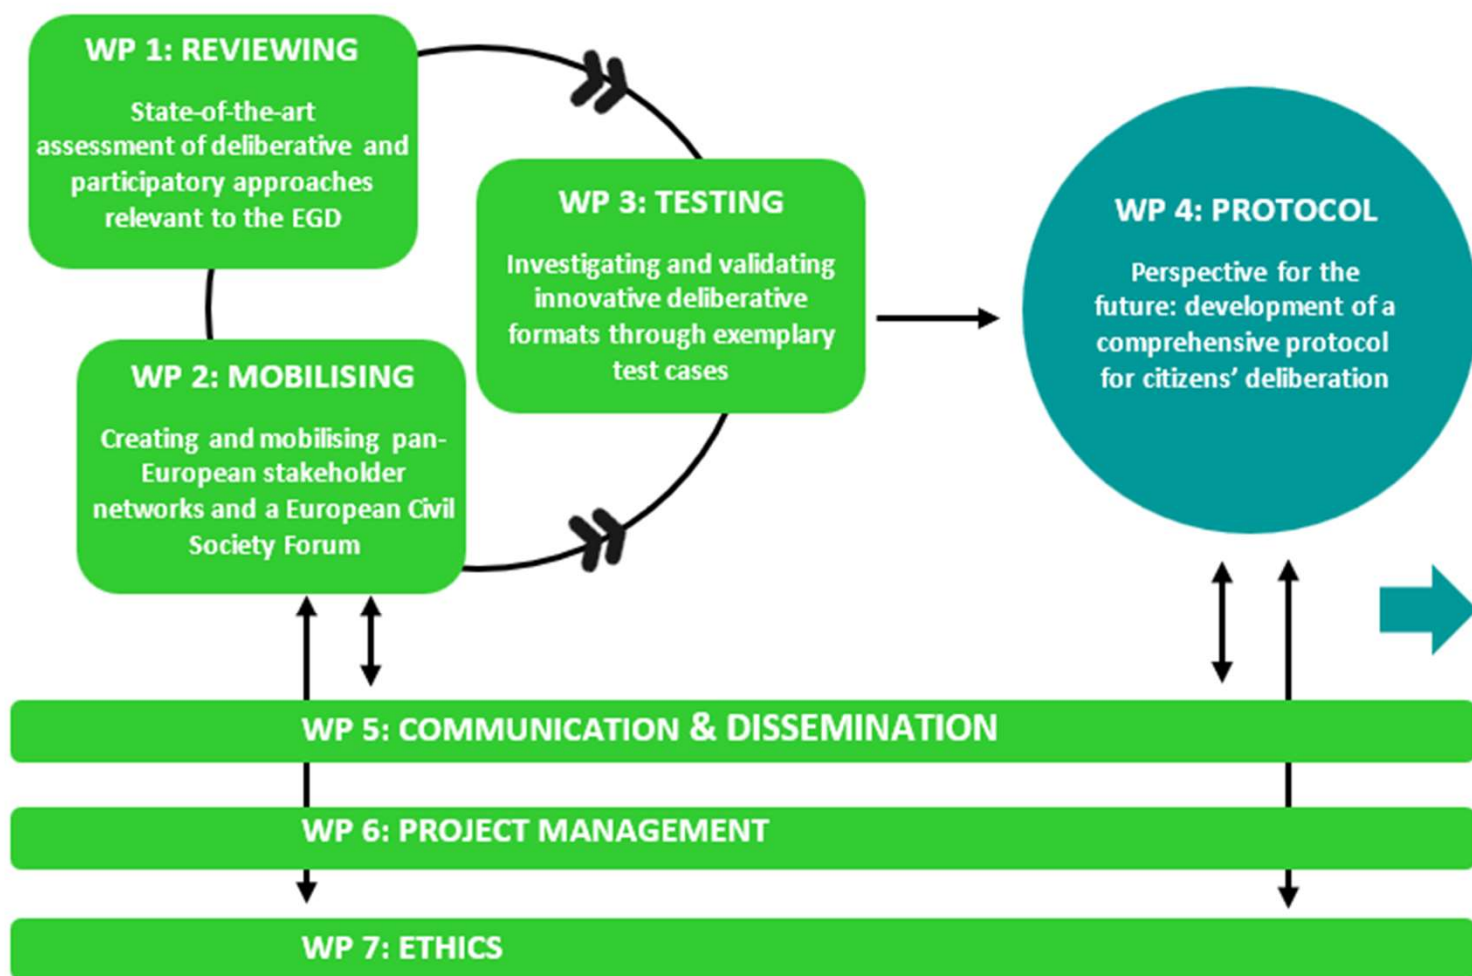 WP 1: REVIEWING
State-of-the-art
assessment of deliberative and
participatory approaches
relevant to the EGD
WP 2: MOBILISING
Creating and mobilising pan-
European stakeholder
networks and a European Civil
Society Forum
WP 3: TESTING
Investigating and validating
innovative deliberative
formats through exemplary
test cases
WP 4: PROTOCOL
Perspective for the
future: development of a
comprehensive protocol
for citizens’ deliberation
WP 5: COMMUNICATION & DISSEMINATION
WP 6: PROJECT MANAGEMENT
WP 7: ETHICS